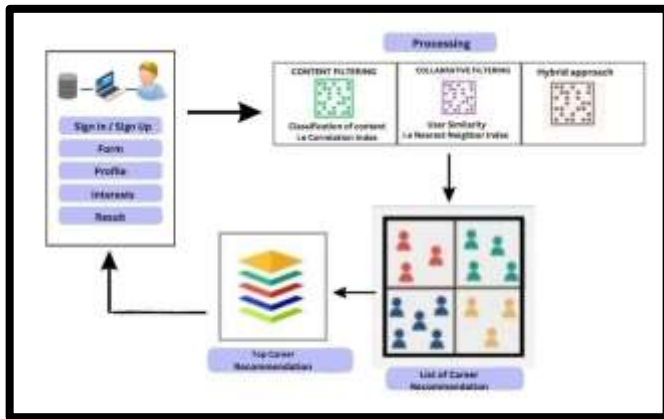 Processing
CONTENT FILTERING
Classification of content
i.e Correlation Index
COLLABRATIVE FILTERING
User Similarity
i.e Nearest Neighbor Index
Hybrid approach
Sign In / Sign Up
Form
Profile
Interests
Result
Top Career
Recommendation
List of Career
Recommendation